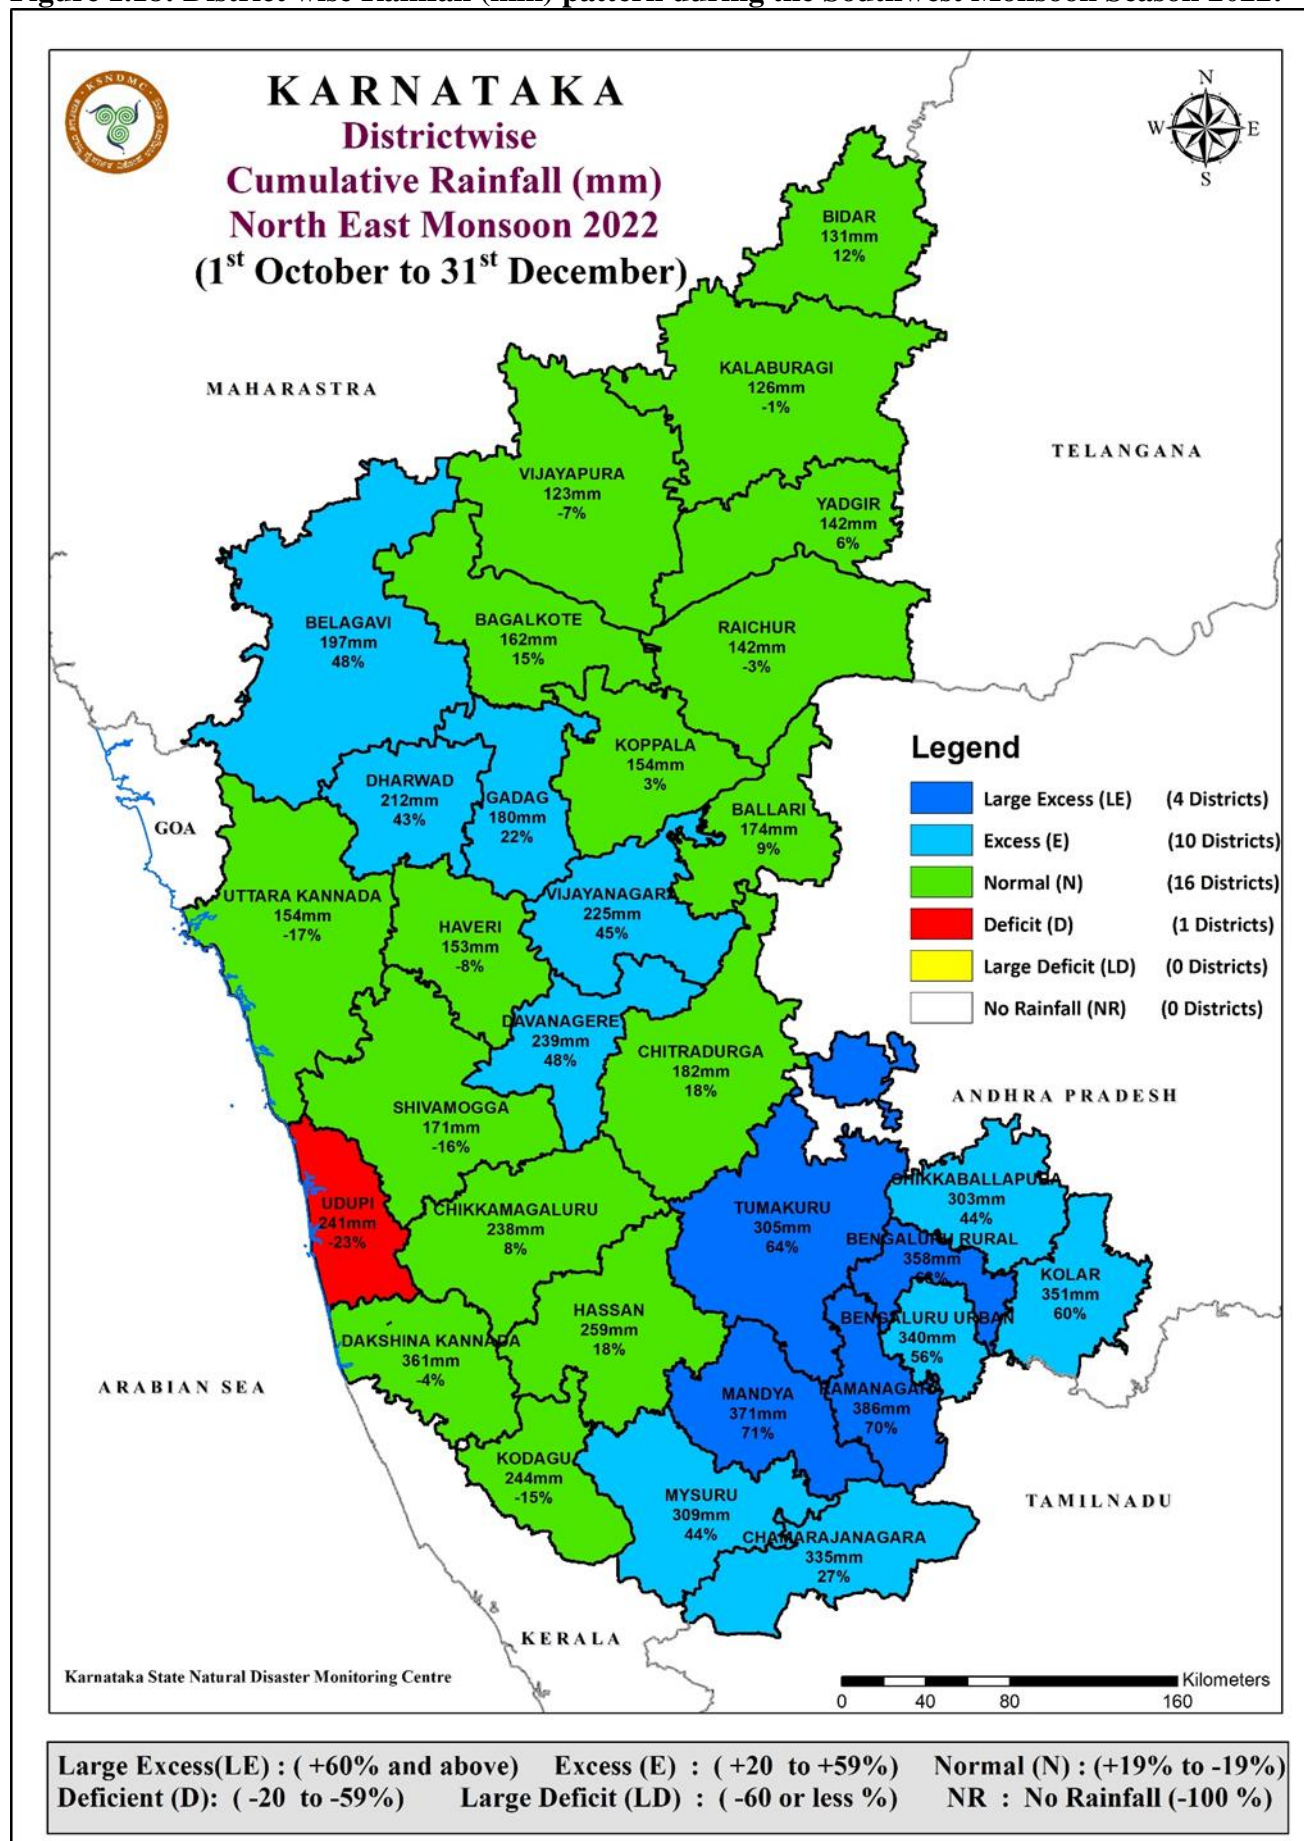 Figure 2.18: District wise Rainfall (mm) pattern during the Southwest Monsoon Season 2022.
KSNDMC
KARNATAKA
Districtwise
Cumulative Rainfall (mm)
North East Monsoon 2022
(1st October to 31st December)
N
W E
S
BIDAR
131mm
12%
KALABURAGI
126mm
-1%
MAHARASTRA
TELANGANA
VIJAYAPURA
123mm
-7%
YADGIR
142mm
6%
BELAGAVI
197mm
48%
BAGALKOTE
162mm
15%
RAICHUR
142mm
-3%
KOPPALA
154mm
3%
DHARWAD
212mm
43%
GADAG
180mm
22%
BALLARI
174mm
9%
GOA
Legend
Large Excess (LE) (4 Districts)
Excess (E) (10 Districts)
Normal (N) (16 Districts)
Deficit (D) (1 Districts)
Large Deficit (LD) (0 Districts)
No Rainfall (NR) (0 Districts)
UTTARA KANNADA
154mm
-17%
HAVERI
153mm
-8%
VIJAYANAGARA
225mm
45%
DAVANAGERE
239mm
48%
CHITRADURGA
182mm
18%
ANDHRA PRADESH
SHIVAMOGGA
171mm
-16%
UDUPI
241mm
-23%
CHIKKAMAGALURU
238mm
8%
TUMAKURU
305mm
64%
CHIKKABALLAPURA
303mm
44%
BENGALURU RURAL
358mm
KOLAR
351mm
60%
HASSAN
259mm
18%
BENGALURU URBAN
340mm
56%
DAKSHINA KANNADA
361mm
-4%
ARABIAN SEA
MANDYA
371mm
71%
RAMANAGARA
386mm
70%
KODAGU
244mm
-15%
MYSURU
309mm
44%
TAMILNADU
CHAMARAJANAGARA
335mm
27%
KERALA
Karnataka State Natural Disaster Monitoring Centre
Kilometers
0 40 80 160
Large Excess(LE) : ( +60% and above) Excess (E) : ( +20 to +59%) Normal (N) : (+19% to -19%)
Deficient (D): ( -20 to -59%) Large Deficit (LD) : ( -60 or less %) NR : No Rainfall (-100 %)